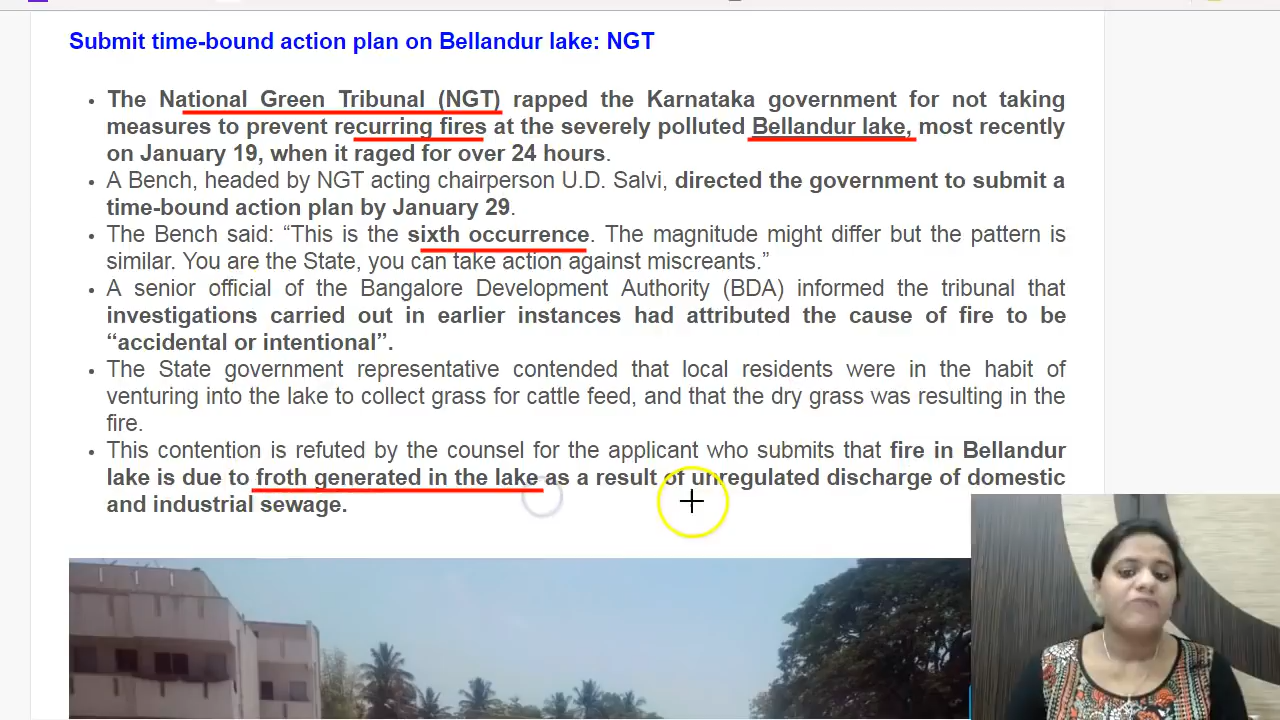 Submit time-bound action plan on Bellandur lake: NGT
• The National Green Tribunal (NGT) rapped the Karnataka government for not taking
measures to prevent recurring fires at the severely polluted Bellandur lake, most recently
on January 19, when it raged for over 24 hours.
• A Bench, headed by NGT acting chairperson U.D. Salvi, directed the government to submit a
time-bound action plan by January 29.
• The Bench said: “This is the sixth occurrence. The magnitude might differ but the pattern is
similar. You are the State, you can take action against miscreants.”
• A senior official of the Bangalore Development Authority (BDA) informed the tribunal that
investigations carried out in earlier instances had attributed the cause of fire to be
“accidental or intentional”.
• The State government representative contended that local residents were in the habit of
venturing into the lake to collect grass for cattle feed, and that the dry grass was resulting in the
fire.
• This contention is refuted by the counsel for the applicant who submits that fire in Bellandur
lake is due to froth generated in the lake as a result of unregulated discharge of domestic
and industrial sewage.